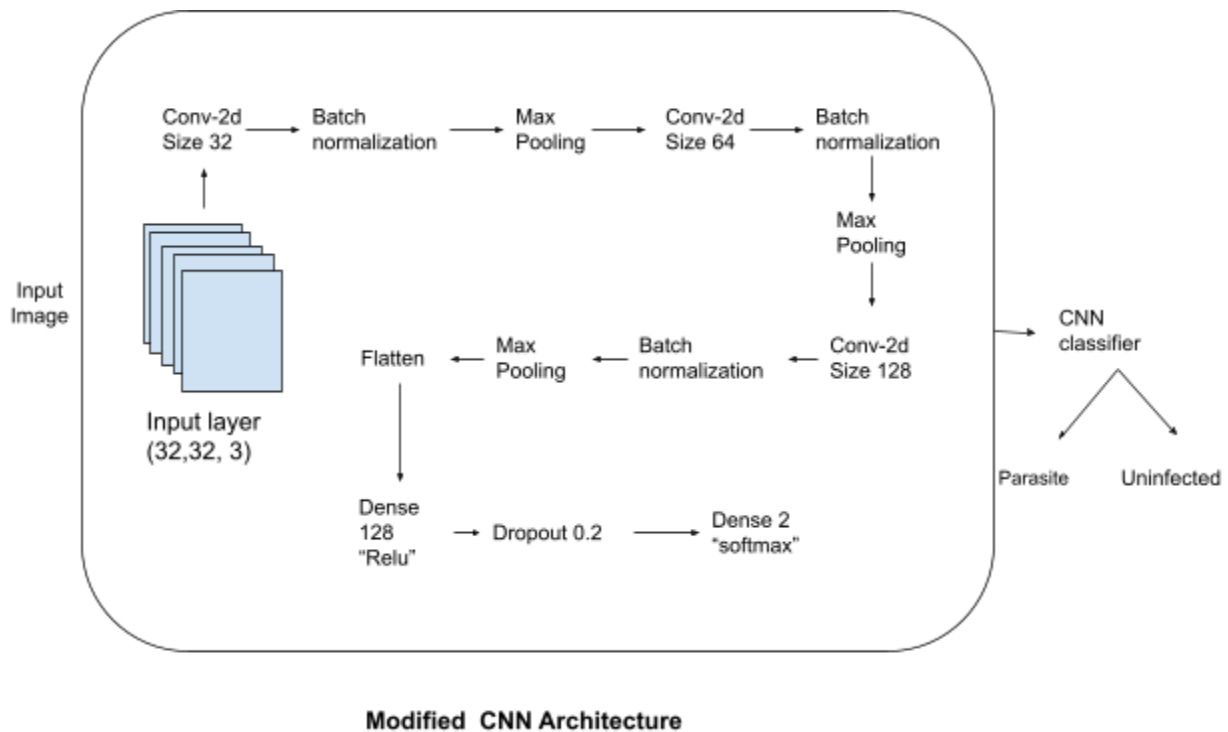 Conv-2d
Size 32
Batch
normalization
Max
Pooling
Conv-2d
Size 64
Batch
normalization
Max
Pooling
Input
Image
Input layer
(32,32, 3)
Conv-2d
Size 128
Batch
normalization
Max
Pooling
Flatten
Dense
128
“Relu”
Dropout 0.2
Dense 2
“softmax”
CNN
classifier
Parasite
Uninfected
Modified CNN Architecture